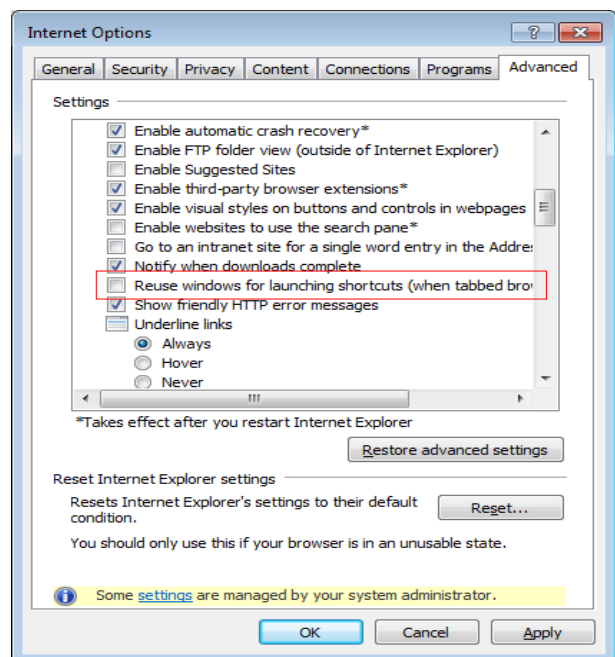 Internet Options
General Security Privacy Content Connections Programs Advanced
Settings
Enable automatic crash recovery*
Enable FTP folder view (outside of Internet Explorer)
Enable Suggested Sites
Enable third-party browser extensions*
Enable visual styles on buttons and controls in webpages
Enable websites to use the search pane*
Go to an intranet site for a single word entry in the Addres
Notify when downloads complete
Reuse windows for launching shortcuts (when tabbed brow
Show friendly HTTP error messages
Underline links
Always
Hover
Never
*Takes effect after you restart Internet Explorer
Restore advanced settings
Reset Internet Explorer settings
Resets Internet Explorer's settings to their default
condition.
Reset...
You should only use this if your browser is in an unusable state.
Some settings are managed by your system administrator.
OK Cancel Apply